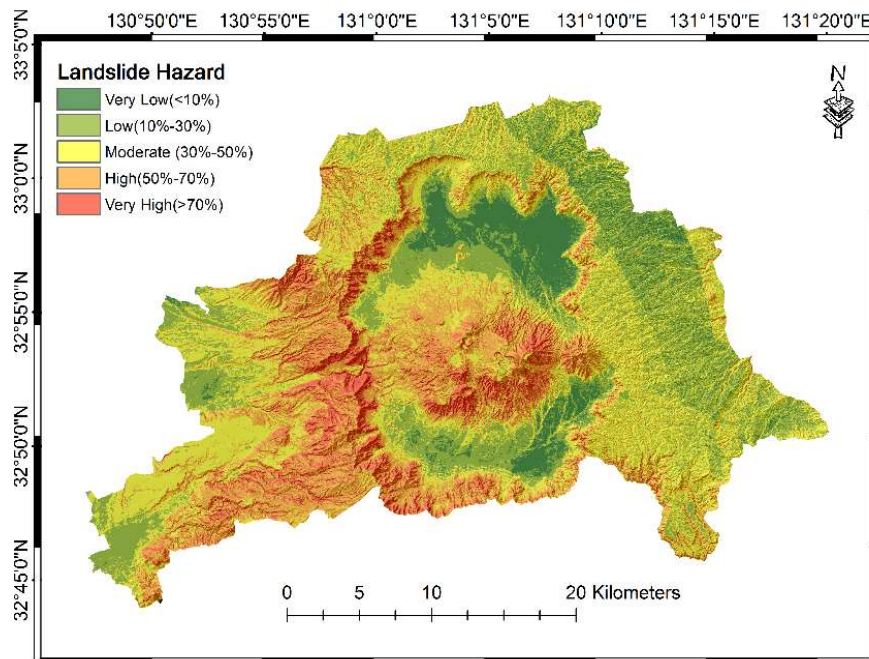 130°50'0"E 130°55'0"E 131°0'0"E 131°5'0"E 131°10'0"E 131°15'0"E 131°20'0"E
33°5'0"N
Landslide Hazard
N
Very Low(<10%)
Low(10%-30%)
Moderate (30%-50%)
High(50%-70%)
Very High(>70%)
33°0'0"N
32°55'0"N
32°50'0"N
32°45'0"N
0 5 10 20 Kilometers